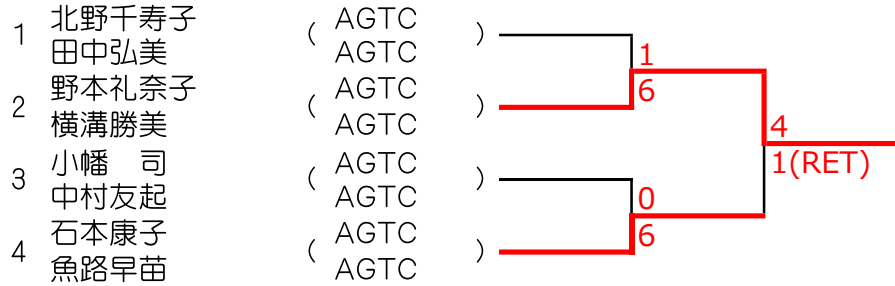 北野千寿子 AGTC
1 ( )
田中弘美 AGTC
1
野本礼奈子 AGTC
2 ( ) 6
横溝勝美 AGTC
4
1(RET)
小幡　司 AGTC
3 ( )
中村友起 AGTC
0
石本康子 AGTC
4 ( ) 6
魚路早苗 AGTC